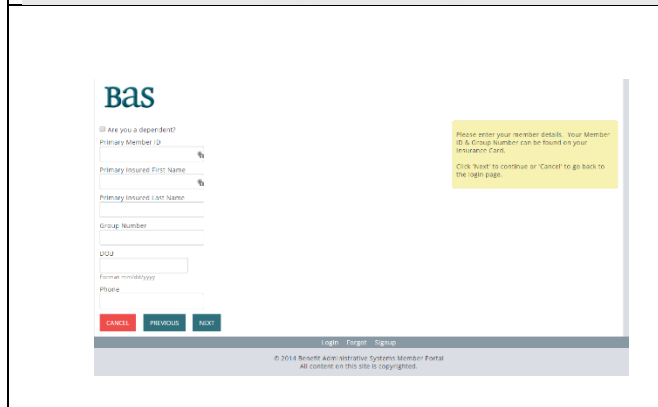 Bas
Are you a dependent?
Primary Member ID
Primary Insured First Name
Primary Insured Last Name
Group Number
DOB
Format mm/dd/yyyy
Phone
CANCEL PREVIOUS NEXT
Please enter your member details. Your Member
ID & Group Number can be found on your
Insurance Card.
Click 'Next' to continue or 'Cancel' to go back to
the login page.
Login Forgot Signup
© 2014 Benefit Administrative Systems Member Portal
All content on this site is copyrighted.